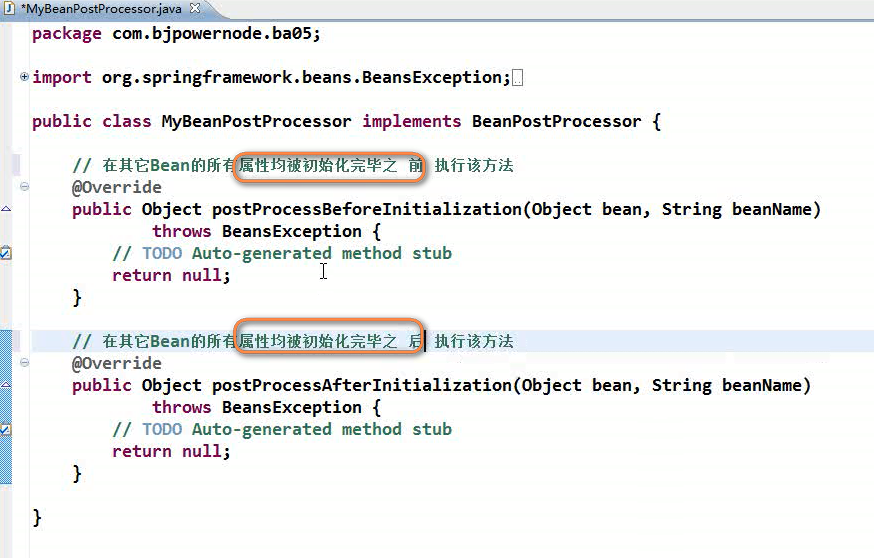 *MyBeanPostProcessor.java
package com.bjpowernode.ba05;
import org.springframework.beans.BeansException;
public class MyBeanPostProcessor implements BeanPostProcessor {
// 在其它Bean的所有属性均被初始化完毕之 前 执行该方法
@Override
public Object postProcessBeforeInitialization(Object bean, String beanName)
throws BeansException {
// TODO Auto-generated method stub
return null;
}
// 在其它Bean的所有属性均被初始化完毕之 后 执行该方法
@Override
public Object postProcessAfterInitialization(Object bean, String beanName)
throws BeansException {
// TODO Auto-generated method stub
return null;
}
}